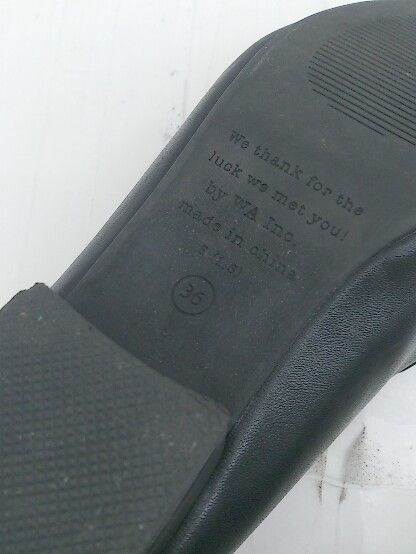 We thank for the
luck we met you!
by WA Inc.
made in china
36